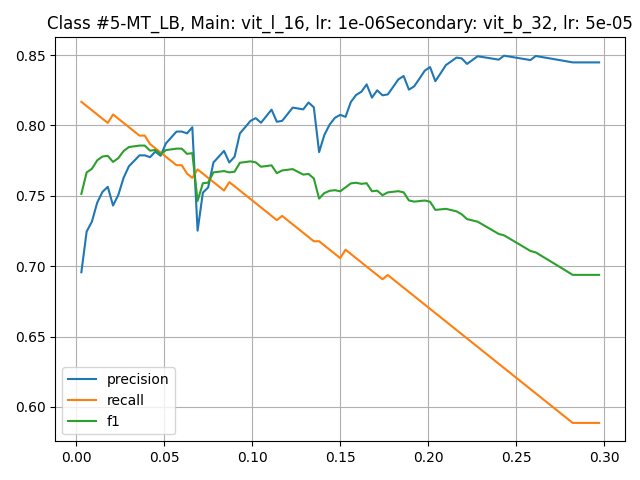 Class #5-MT_LB, Main: vit_l_16, lr: 1e-06Secondary: vit_b_32, lr: 5e-05
0.85
0.80
0.75
0.70
0.65
0.60
precision
recall
f1
0.00 0.05 0.10 0.15 0.20 0.25 0.30